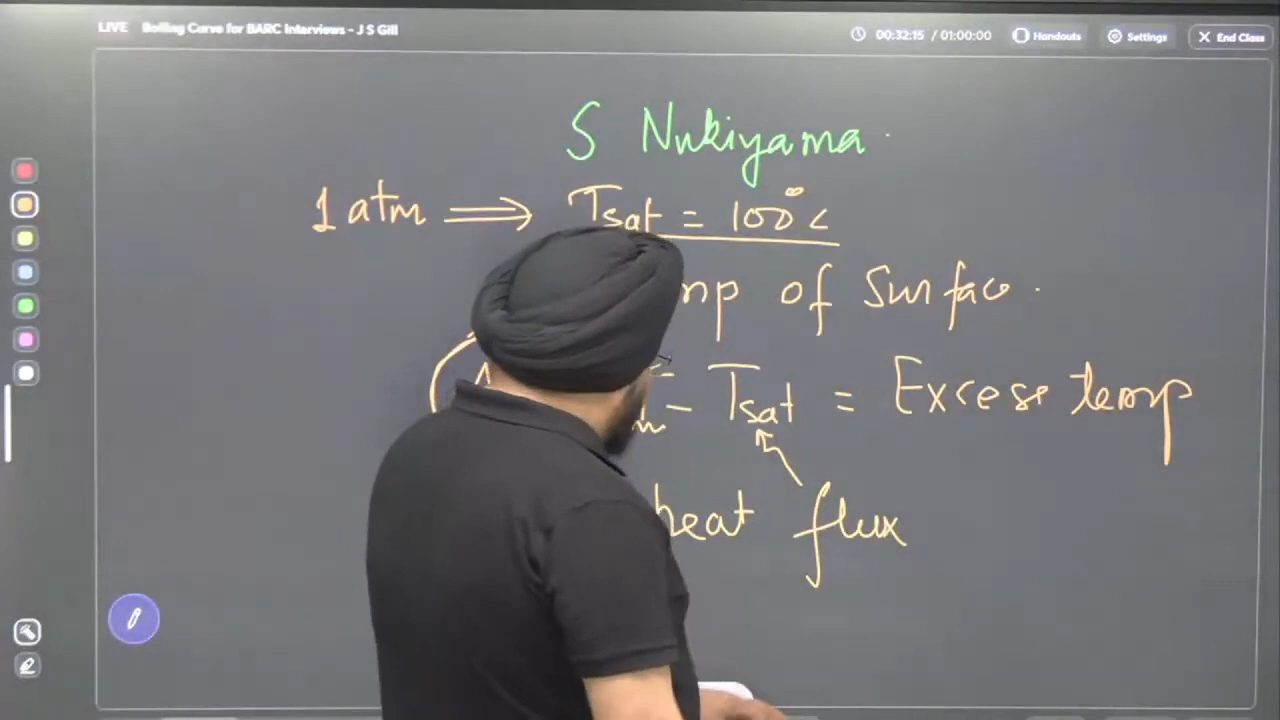 LIVE Boiling Curve for BARC Interviews - J S Gill 00:32:15 / 01:00:00 Handouts Settings End Class
S Nukiyama.
1 atm ⟹ Tsat = 100°C
of Surface.
- Tsat = Excess temp
heat flux